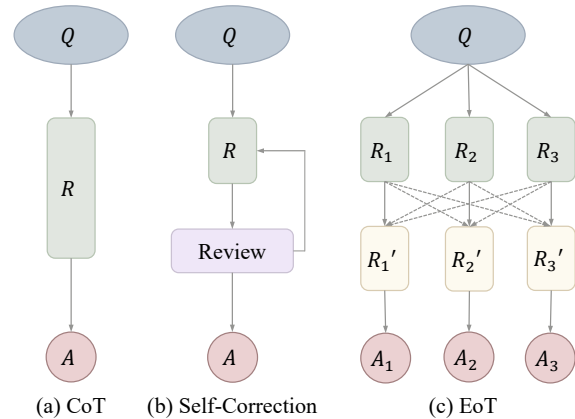 Q
Q
Q
R
R
R₁
R₂
R₃
Review
R₁′
R₂′
R₃′
A
A
A₁
A₂
A₃
(a) CoT
(b) Self-Correction
(c) EoT